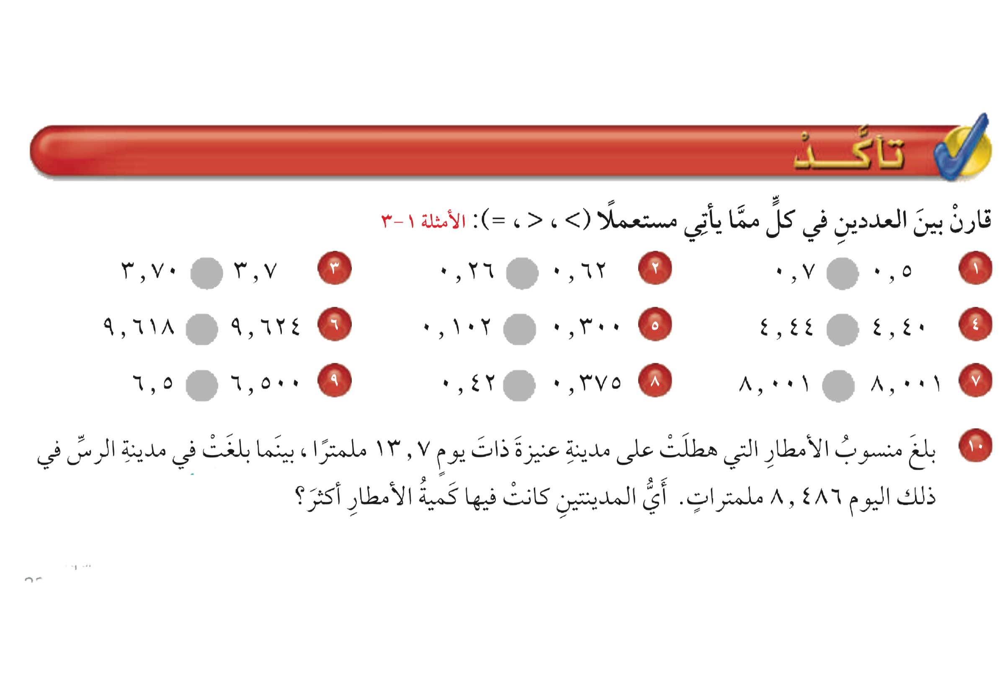 تأكَّــدْ
قارنْ بينَ العددينِ في كلٍّ ممَّا يأتِي مستعملًا (> ، < ، =): الأمثلة ١ -٣
١ ٠,٥ ٠,٧ ٢ ٠,٦٢ ٠,٢٦ ٣ ٣,٧ ٣,٧٠
٤ ٤,٤٠ ٤,٤٤ ٥ ٠,٣٠٠ ٠,١٠٢ ٦ ٩,٦٢٤ ٩,٦١٨
٧ ٨,٠٠١ ٨,٠٠١ ٨ ٠,٣٧٥ ٠,٤٢ ٩ ٦,٥٠٠ ٦,٥
١٠ بلغَ منسوبُ الأمطارِ التي هطلَتْ على مدينةِ عنيزةَ ذاتَ يومٍ ١٣,٧ ملمترًا ، بينَما بلغَتْ في مدينةِ الرسِّ في
ذلك اليوم ٨,٤٨٦ ملمتراتٍ. أَيُّ المدينتينِ كانتْ فيها كَميةُ الأمطارِ أكثرَ؟